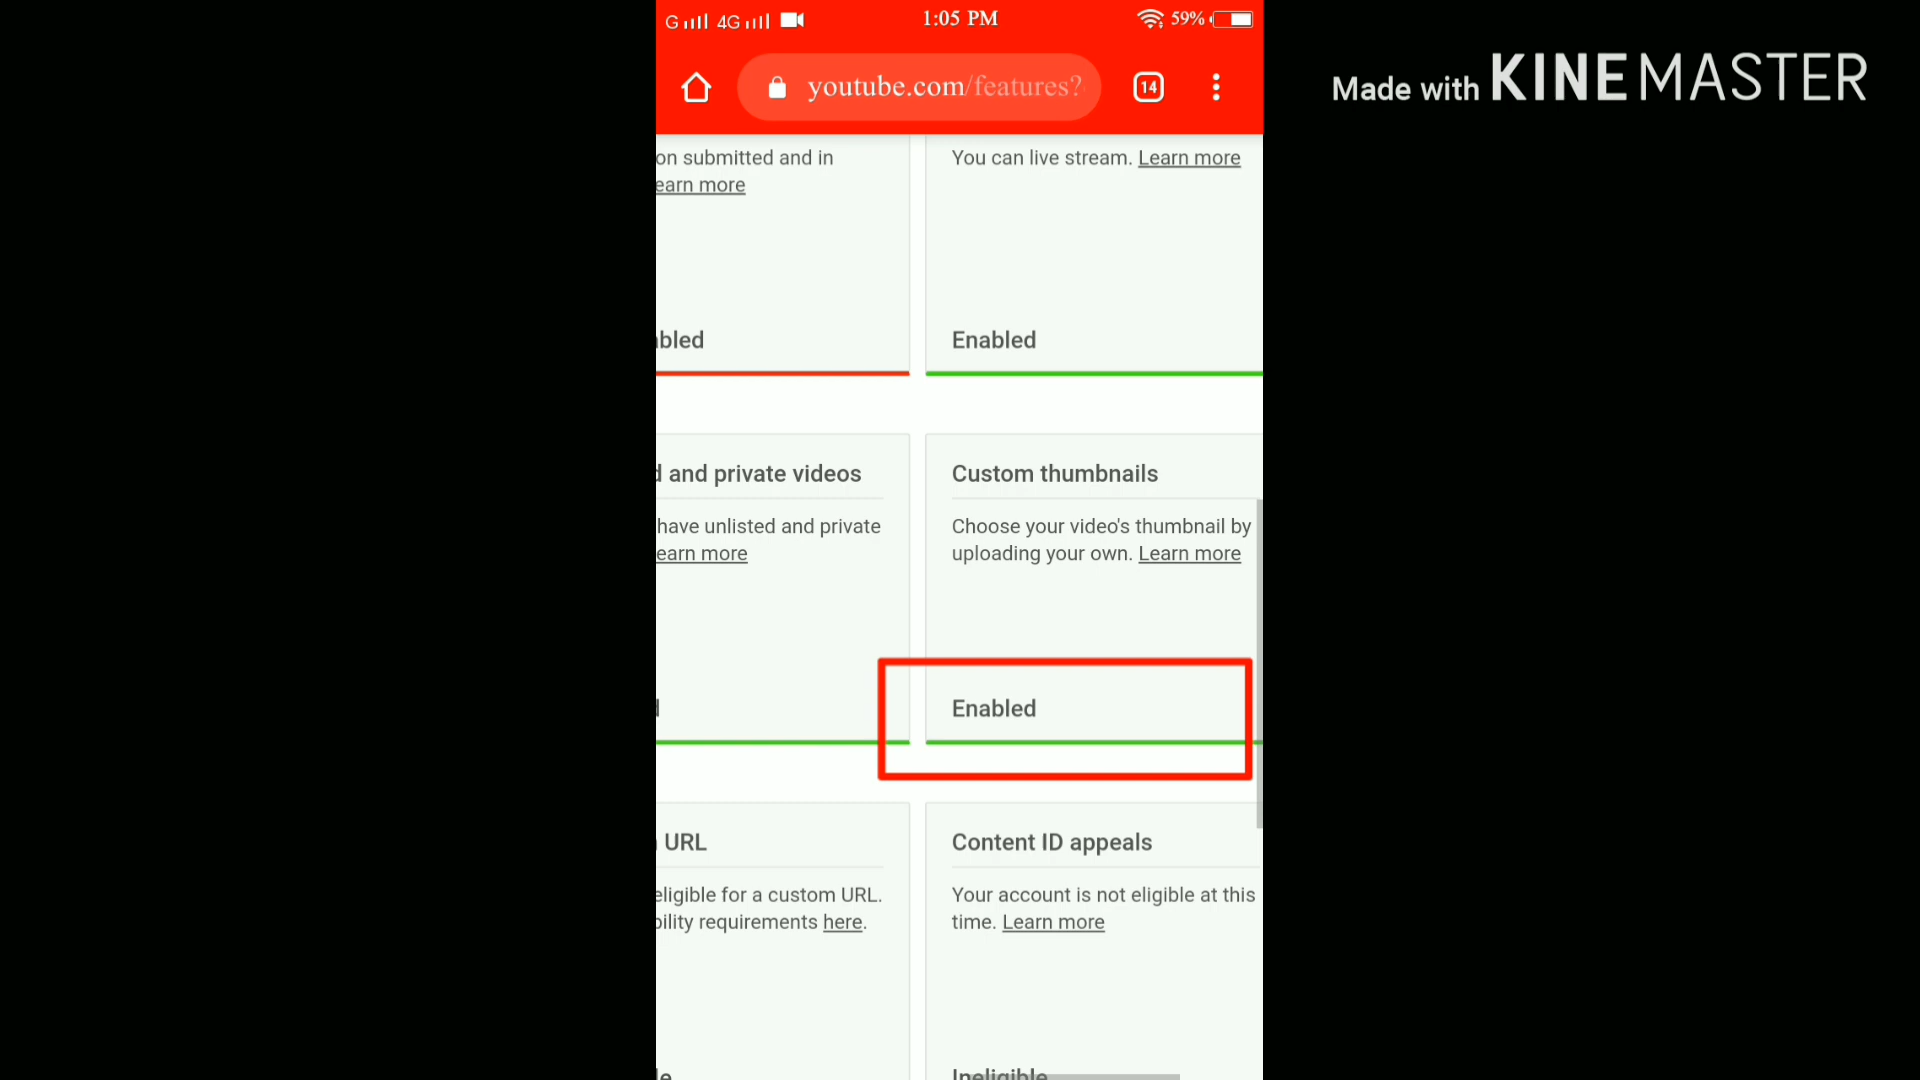 G 4G 1:05 PM 59%
youtube.com/features? 14
Made with KINEMASTER
on submitted and in
earn more
bled
You can live stream. Learn more
Enabled
d and private videos
have unlisted and private
earn more
d
Custom thumbnails
Choose your video's thumbnail by
uploading your own. Learn more
Enabled
URL
eligible for a custom URL.
bility requirements here.
le
Content ID appeals
Your account is not eligible at this
time. Learn more
Ineligible